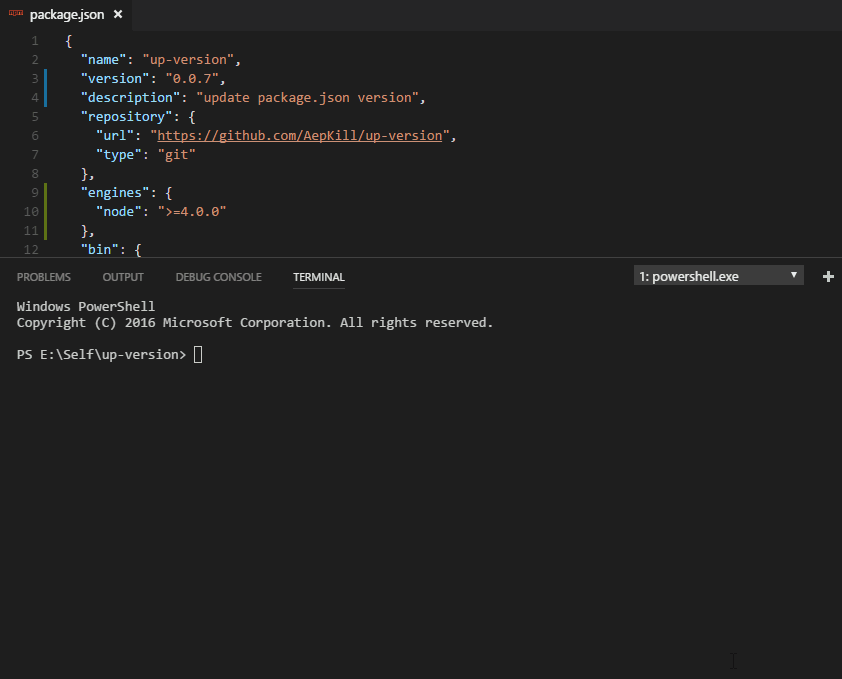 package.json ×
1 {
2 "name": "up-version",
3 "version": "0.0.7",
4 "description": "update package.json version",
5 "repository": {
6 "url": "https://github.com/AepKill/up-version",
7 "type": "git"
8 },
9 "engines": {
10 "node": ">=4.0.0"
11 },
12 "bin": {
PROBLEMS OUTPUT DEBUG CONSOLE TERMINAL 1: powershell.exe
Windows PowerShell
Copyright (C) 2016 Microsoft Corporation. All rights reserved.
PS E:\Self\up-version>